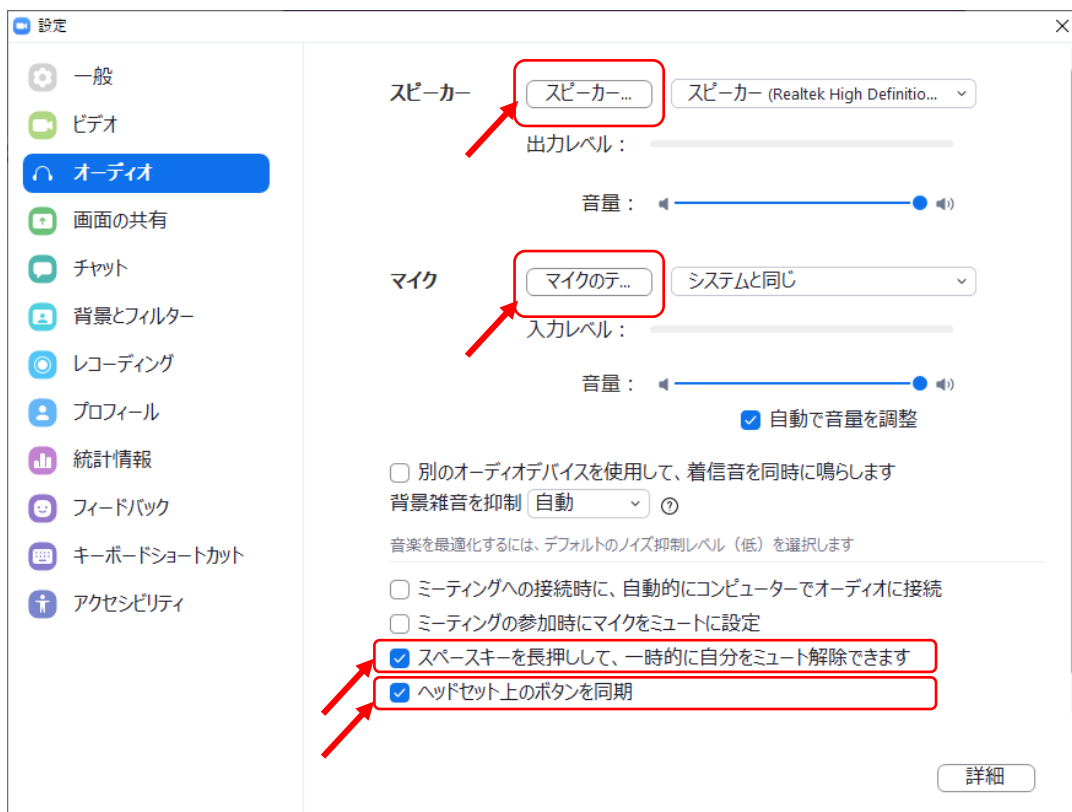 設定
一般
ビデオ
オーディオ
画面の共有
チャット
背景とフィルター
レコーディング
プロフィール
統計情報
フィードバック
キーボードショートカット
アクセシビリティ
スピーカー スピーカー... スピーカー (Realtek High Definitio...
出力レベル：
音量：
マイク マイクのテ... システムと同じ
入力レベル：
音量：
自動で音量を調整
別のオーディオデバイスを使用して、着信音を同時に鳴らします
背景雑音を抑制 自動 ?
音楽を最適化するには、デフォルトのノイズ抑制レベル（低）を選択します
ミーティングへの接続時に、自動的にコンピューターでオーディオに接続
ミーティングの参加時にマイクをミュートに設定
スペースキーを長押しして、一時的に自分をミュート解除できます
ヘッドセット上のボタンを同期
詳細